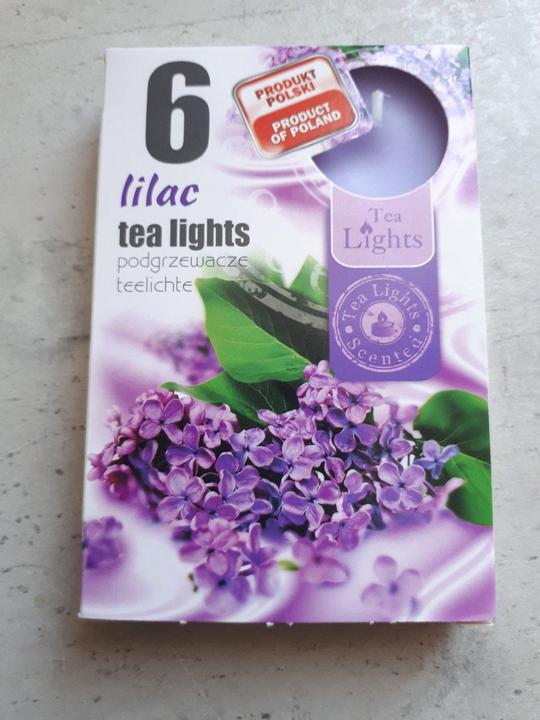 6
PRODUKT
POLSKI
PRODUCT
OF POLAND
lilac
tea lights
podgrzewacze
teelichte
Tea
Lights
Tea Lights
Scented